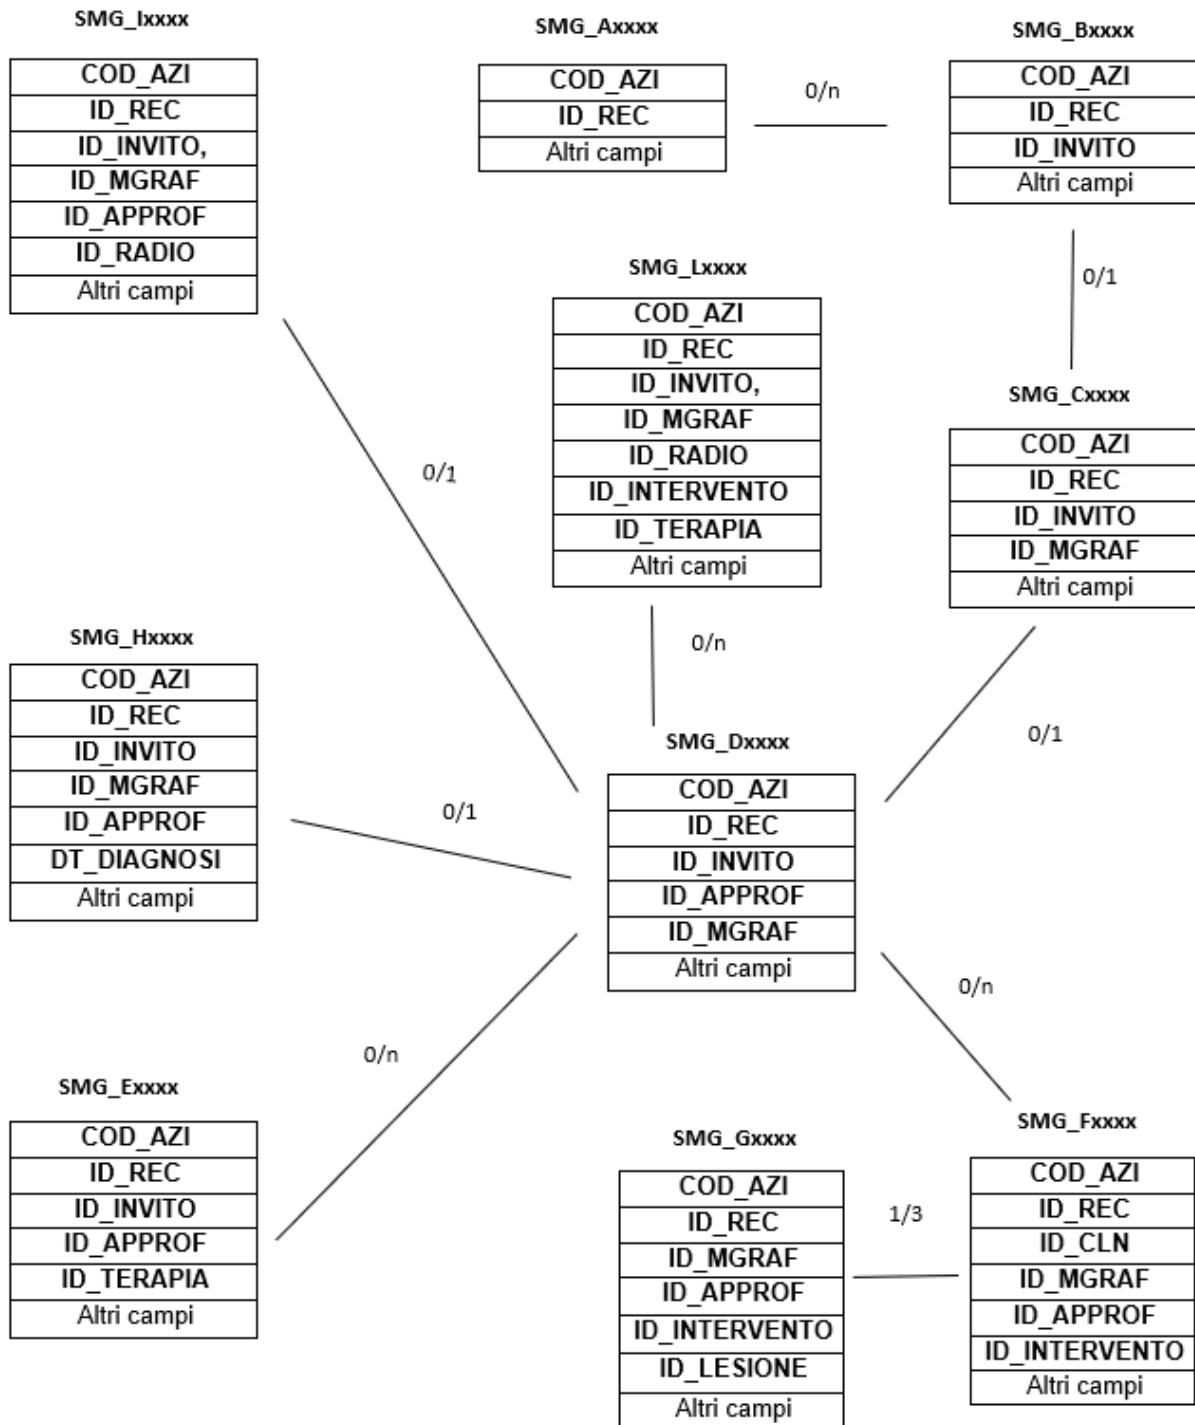 SMG_Ixxxx
COD_AZI
ID_REC
ID_INVITO,
ID_MGRAF
ID_APPROF
ID_RADIO
Altri campi
SMG_Axxxx
COD_AZI
ID_REC
Altri campi
0/n
SMG_Bxxxx
COD_AZI
ID_REC
ID_INVITO
Altri campi
0/1
SMG_Lxxxx
COD_AZI
ID_REC
ID_INVITO,
ID_MGRAF
ID_RADIO
ID_INTERVENTO
ID_TERAPIA
Altri campi
SMG_Cxxxx
COD_AZI
ID_REC
ID_INVITO
ID_MGRAF
Altri campi
0/1
0/n
0/1
SMG_Hxxxx
COD_AZI
ID_REC
ID_INVITO
ID_MGRAF
ID_APPROF
DT_DIAGNOSI
Altri campi
0/1
SMG_Dxxxx
COD_AZI
ID_REC
ID_INVITO
ID_APPROF
ID_MGRAF
Altri campi
0/n
0/n
SMG_Exxxx
COD_AZI
ID_REC
ID_INVITO
ID_APPROF
ID_TERAPIA
Altri campi
SMG_Gxxxx
COD_AZI
ID_REC
ID_MGRAF
ID_APPROF
ID_INTERVENTO
ID_LESIONE
Altri campi
1/3
SMG_Fxxxx
COD_AZI
ID_REC
ID_CLN
ID_MGRAF
ID_APPROF
ID_INTERVENTO
Altri campi